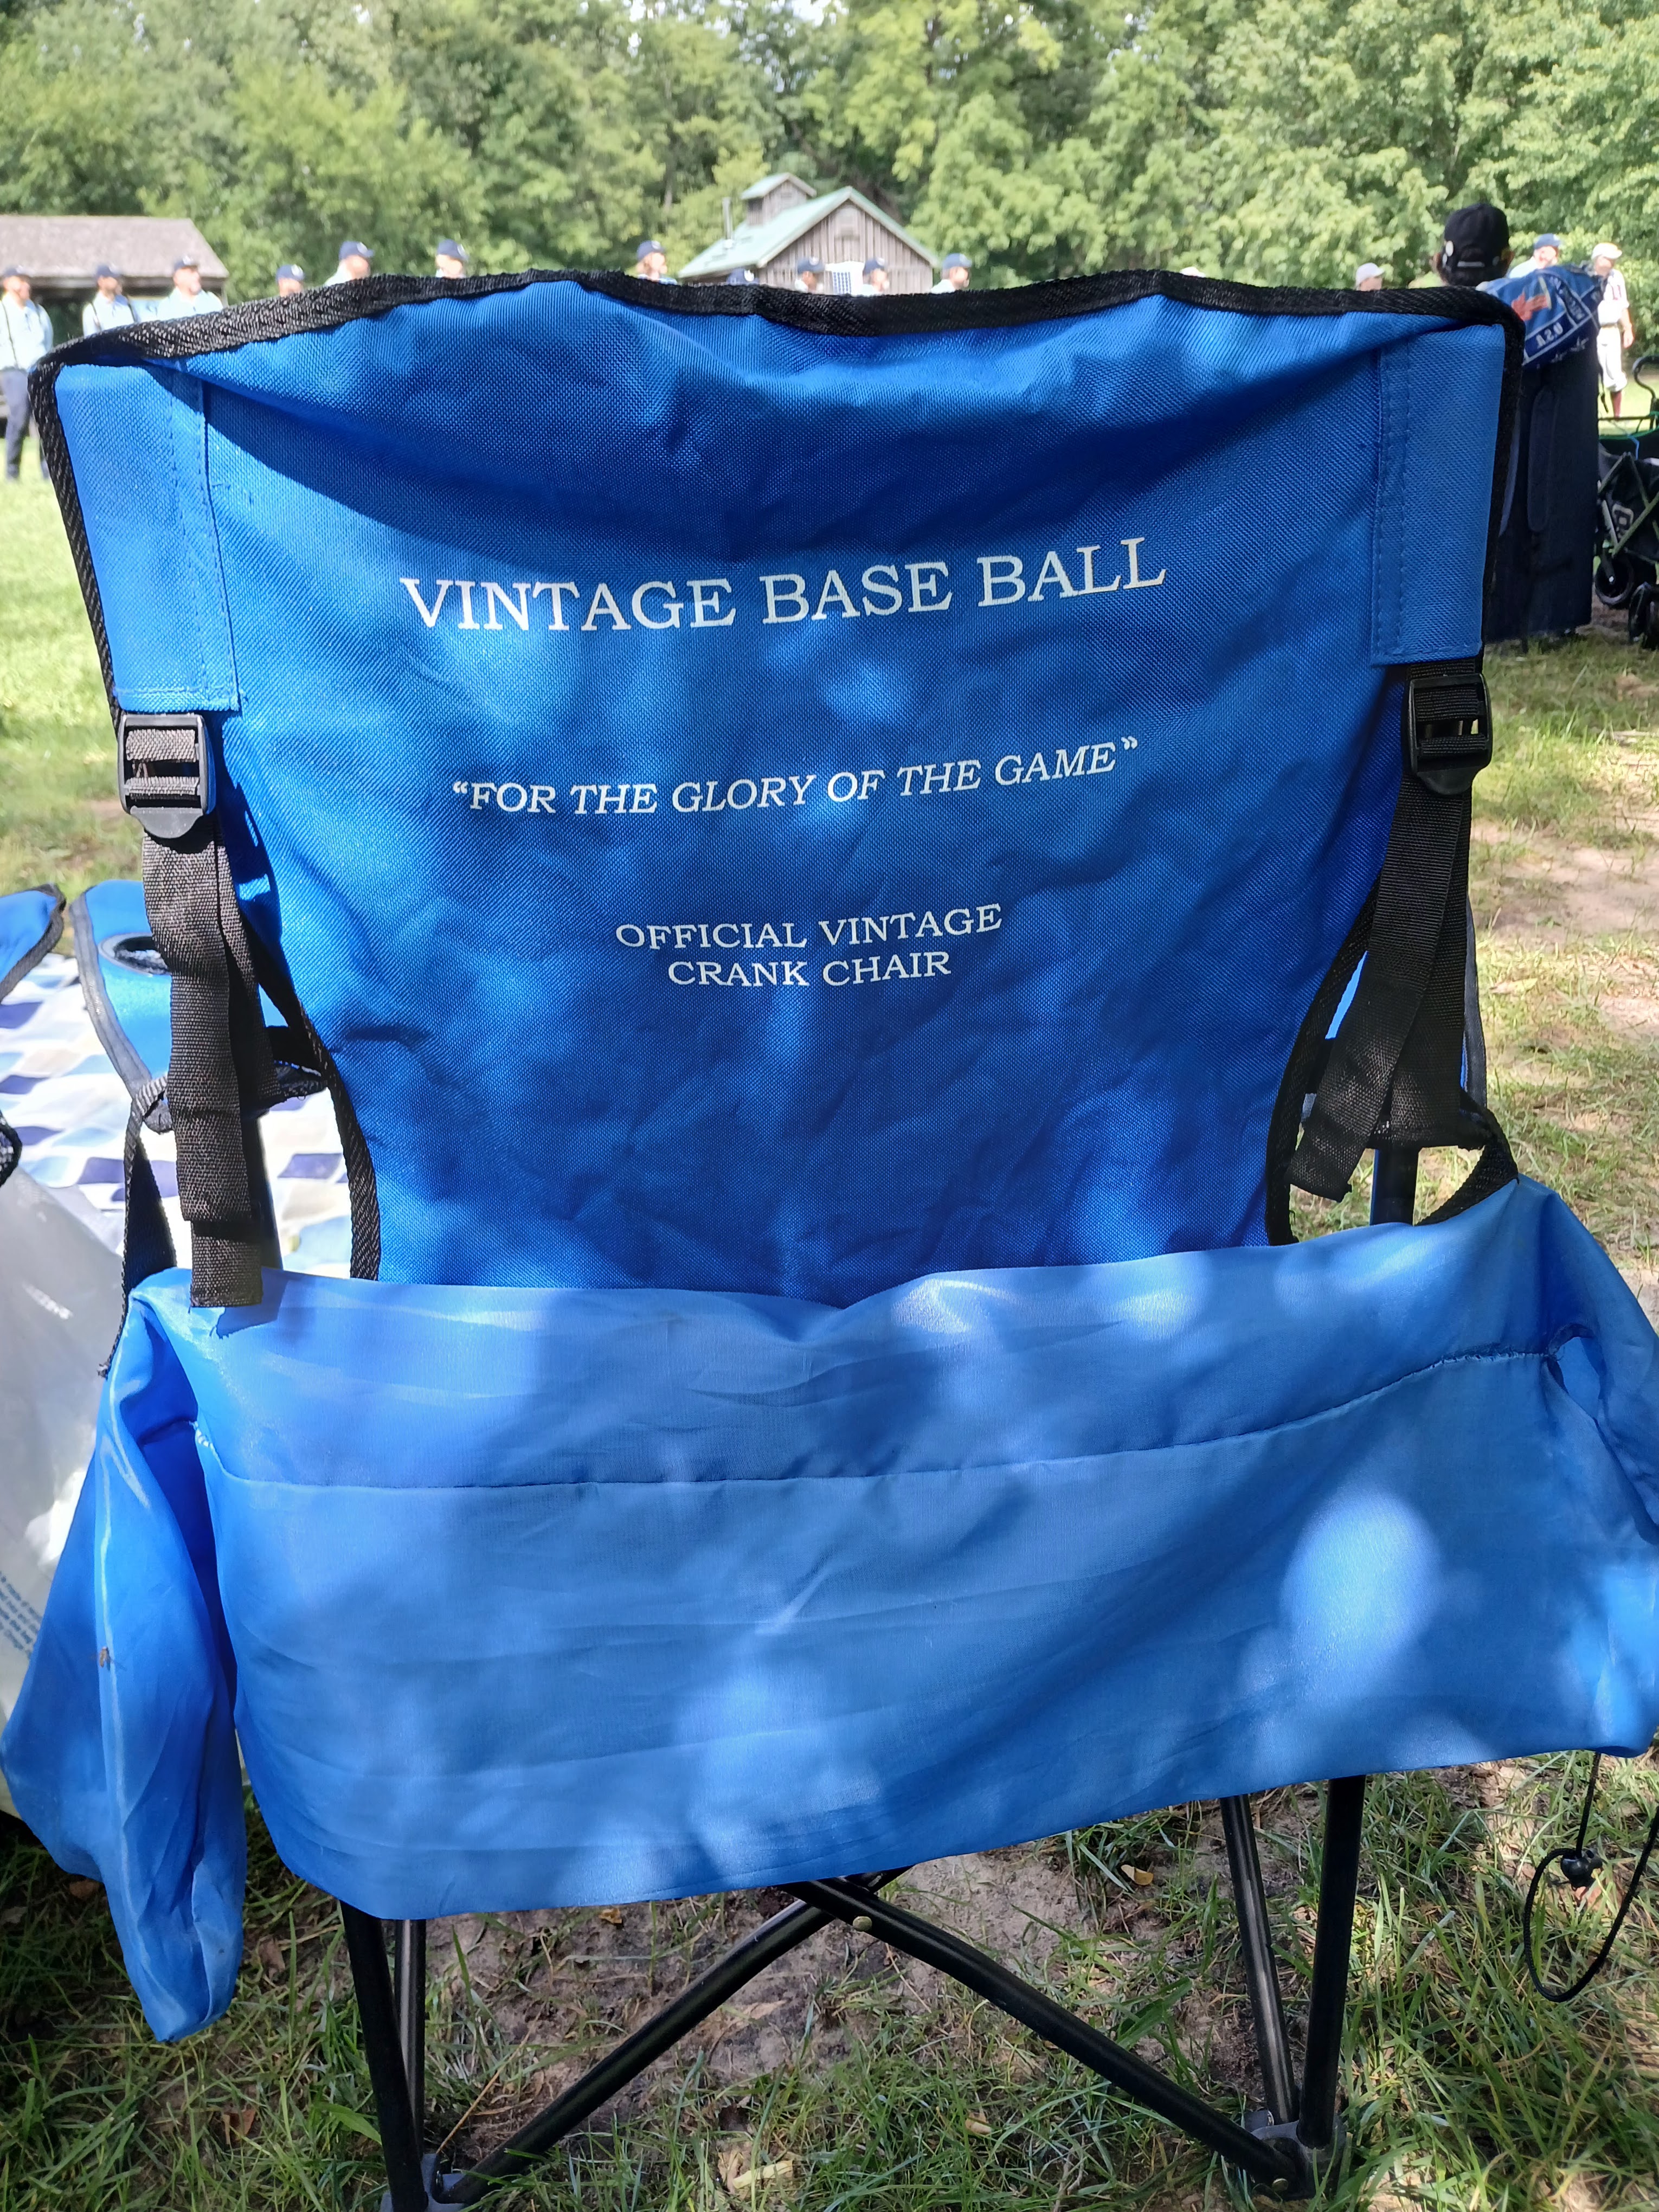 VINTAGE BASE BALL
“FOR THE GLORY OF THE GAME”
OFFICIAL VINTAGE
CRANK CHAIR